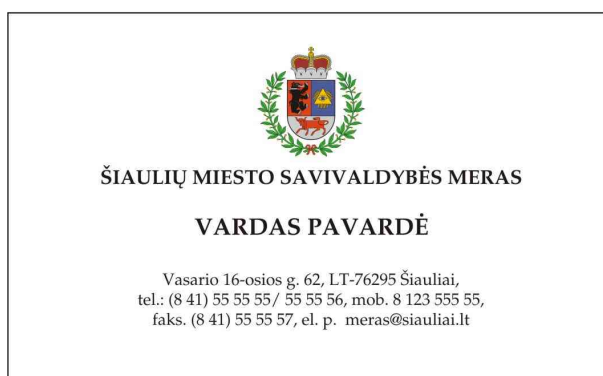 ŠIAULIŲ MIESTO SAVIVALDYBĖS MERAS
VARDAS PAVARDĖ
Vasario 16-osios g. 62, LT-76295 Šiauliai,
tel.: (8 41) 55 55 55/ 55 55 56, mob. 8 123 555 55,
faks. (8 41) 55 55 57, el. p. meras@siauliai.lt